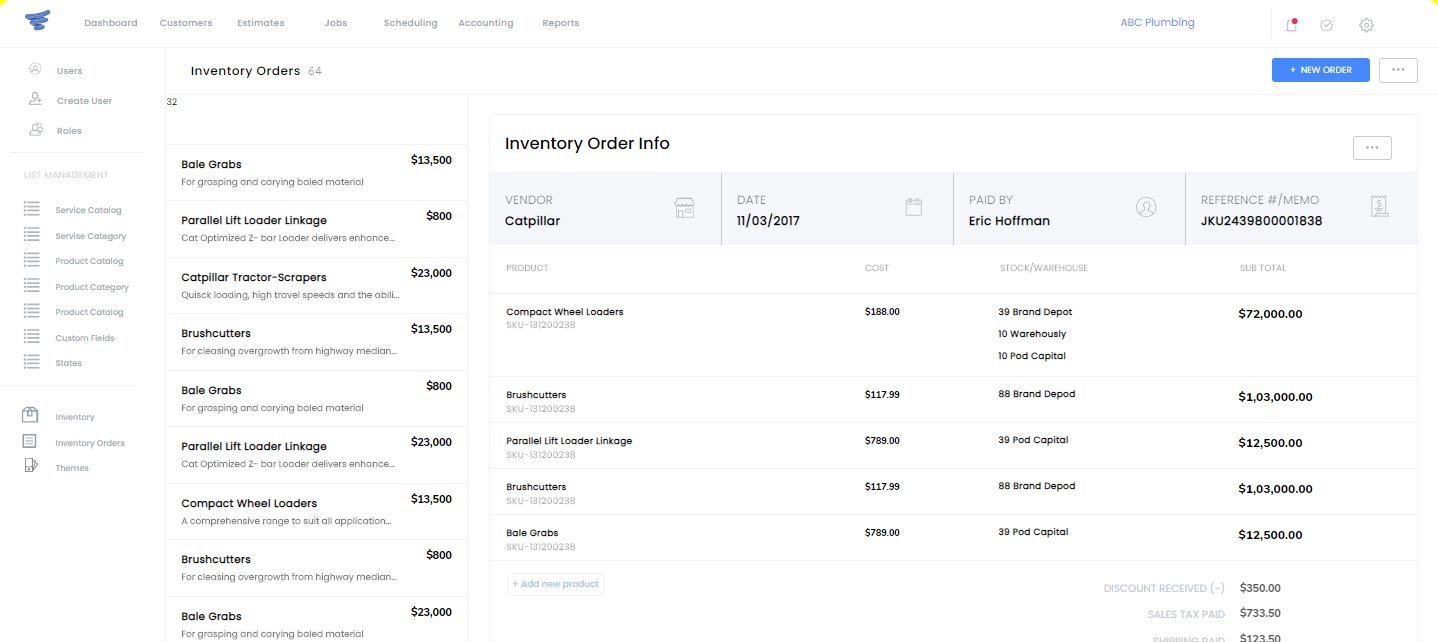 Dashboard Customers Estimates Jobs Scheduling Accounting Reports ABC Plumbing
Users
Create User
Roles
LIST MANAGEMENT
Service Catalog
Servise Category
Product Catalog
Product Category
Product Catalog
Custom Fields
States
Inventory
Inventory Orders
Themes
Inventory Orders 64
+ NEW ORDER
32
Bale Grabs $13,500
For grasping and carying baled material
Parallel Lift Loader Linkage $800
Cat Optimized Z- bar Loader delivers enhance...
Catpillar Tractor-Scrapers $23,000
Quisck loading, high travel speeds and the abili...
Brushcutters $13,500
For cleasing overgrowth from highway median...
Bale Grabs $800
For grasping and carying baled material
Parallel Lift Loader Linkage $23,000
Cat Optimized Z- bar Loader delivers enhance...
Compact Wheel Loaders $13,500
A comprehensive range to suit all application...
Brushcutters $800
For cleasing overgrowth from highway median...
Bale Grabs $23,000
For grasping and carying baled material
Inventory Order Info
VENDOR DATE PAID BY REFERENCE #/MEMO
Catpillar 11/03/2017 Eric Hoffman JKU2439800001838
PRODUCT COST STOCK/WAREHOUSE SUB TOTAL
Compact Wheel Loaders $188.00 39 Brand Depot $72,000.00
SKU-131200238
10 Warehously
10 Pod Capital
Brushcutters $117.99 88 Brand Depod $1,03,000.00
SKU-131200238
Parallel Lift Loader Linkage $789.00 39 Pod Capital $12,500.00
SKU-131200238
Brushcutters $117.99 88 Brand Depod $1,03,000.00
SKU-131200238
Bale Grabs $789.00 39 Pod Capital $12,500.00
SKU-131200238
+ Add new product
DISCOUNT RECEIVED (-) $350.00
SALES TAX PAID $733.50
SHIPPING PAID $123.50